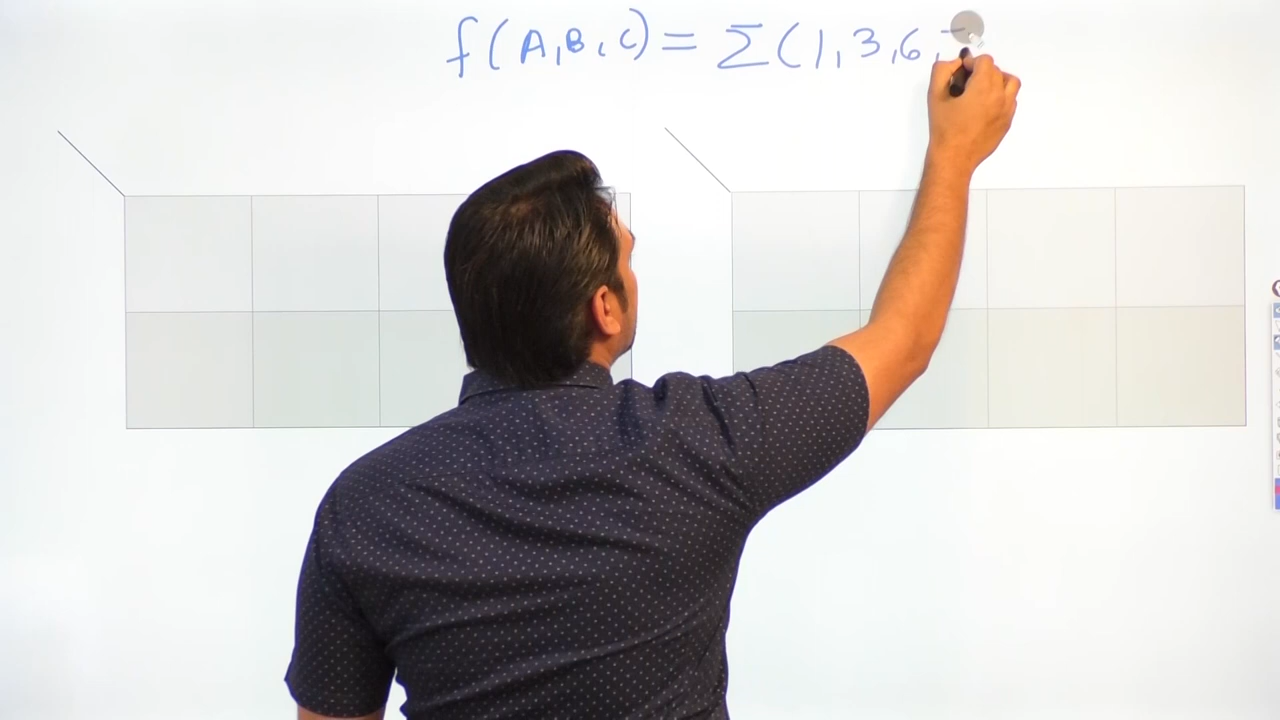 f(A,B,C) = Σ(1,3,6,